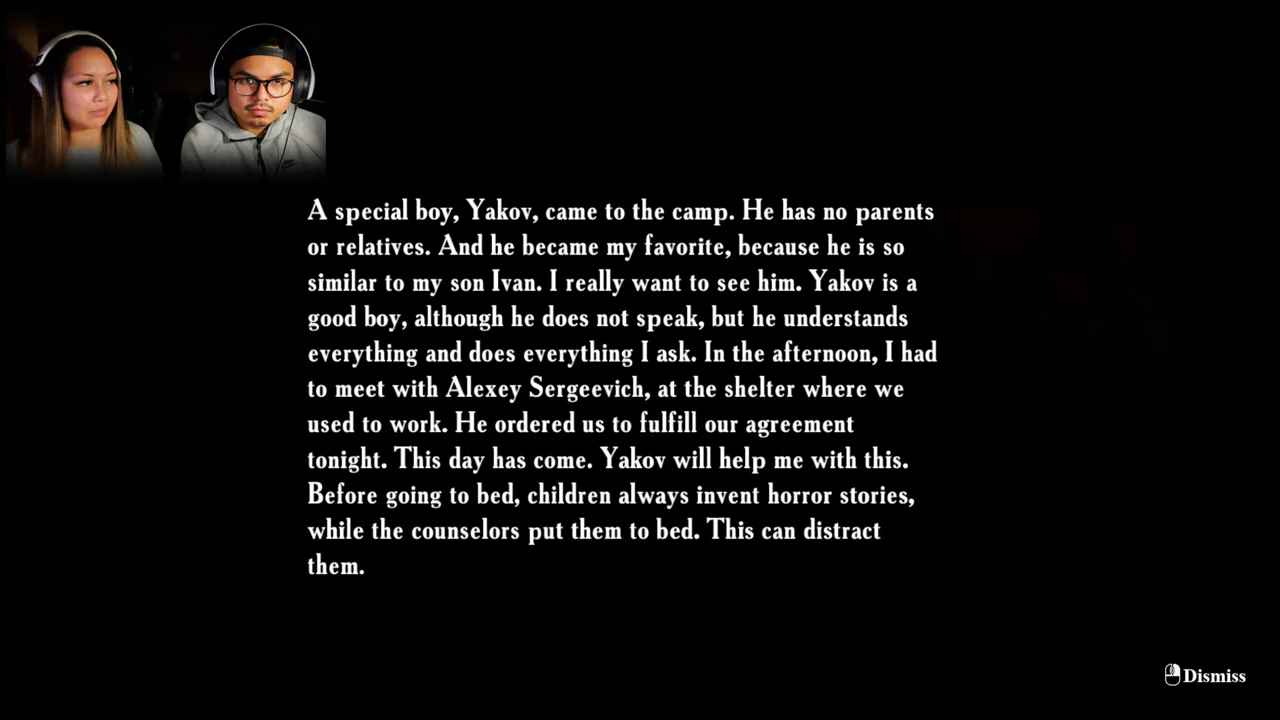 A special boy, Yakov, came to the camp. He has no parents
or relatives. And he became my favorite, because he is so
similar to my son Ivan. I really want to see him. Yakov is a
good boy, although he does not speak, but he understands
everything and does everything I ask. In the afternoon, I had
to meet with Alexey Sergeevich, at the shelter where we
used to work. He ordered us to fulfill our agreement
tonight. This day has come. Yakov will help me with this.
Before going to bed, children always invent horror stories,
while the counselors put them to bed. This can distract
them.
Dismiss